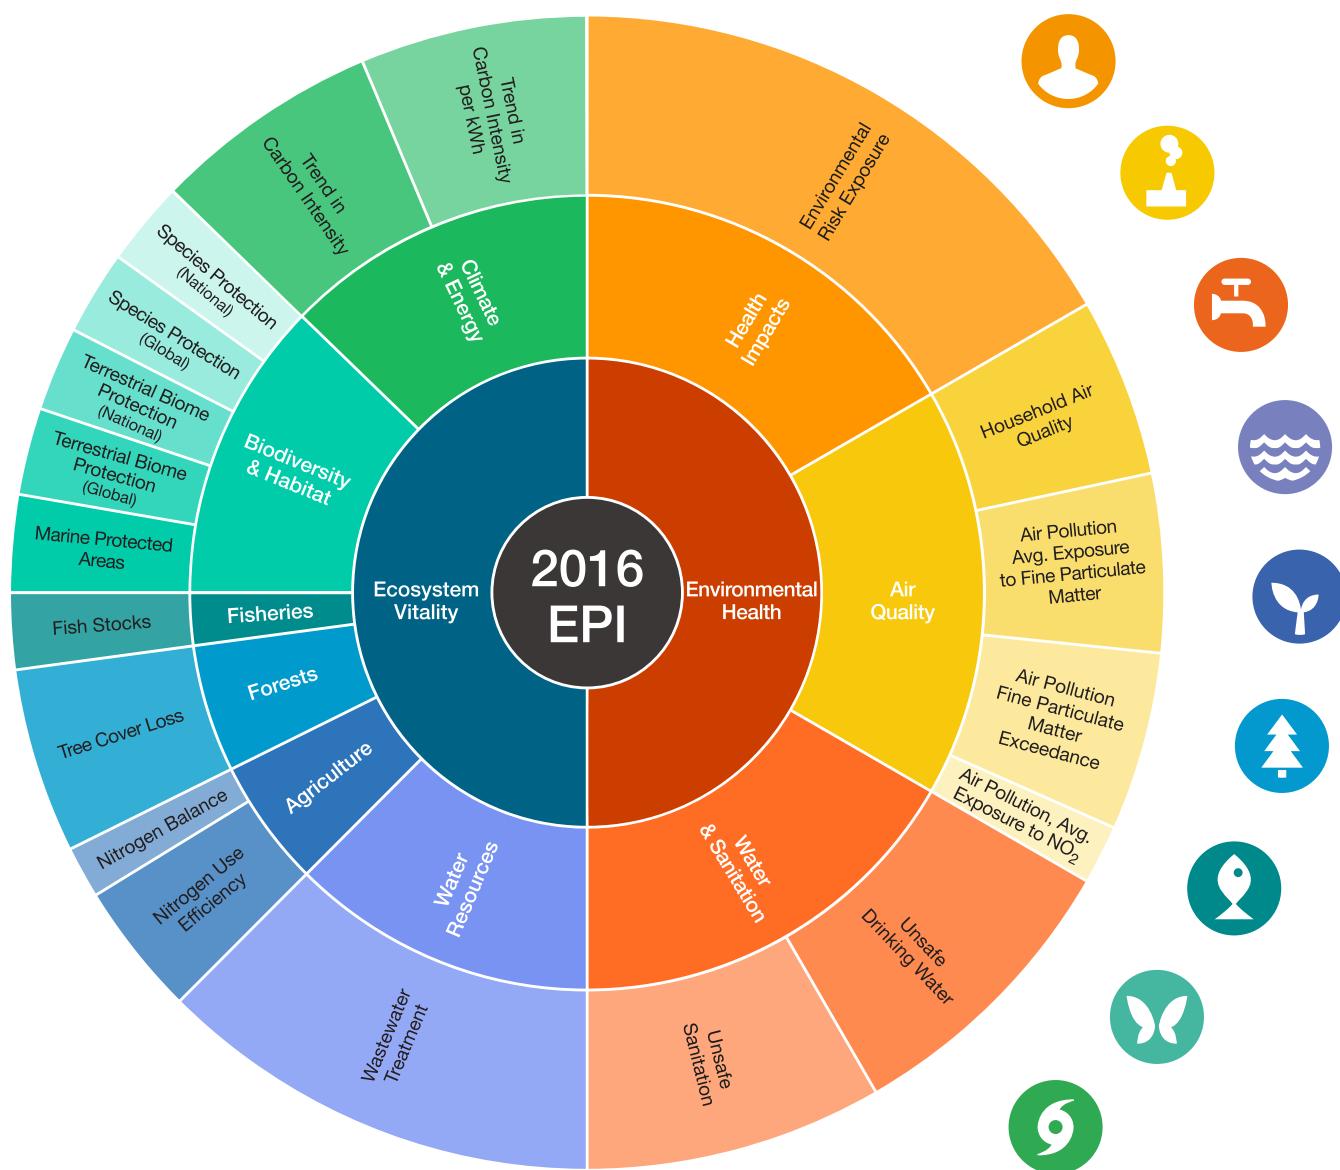 2016
EPI
Environmental
Health
Ecosystem
Vitality
Health
Impacts
Air
Quality
Water
& Sanitation
Water
Resources
Agriculture
Forests
Fisheries
Biodiversity
& Habitat
Climate
& Energy
Environmental
Risk Exposure
Household Air
Quality
Air Pollution
Avg. Exposure
to Fine Particulate
Matter
Air Pollution
Fine Particulate
Matter
Exceedance
Air Pollution, Avg.
Exposure to NO2
Unsafe
Drinking Water
Unsafe
Sanitation
Wastewater
Treatment
Nitrogen Use
Efficiency
Nitrogen Balance
Tree Cover Loss
Fish Stocks
Marine Protected
Areas
Terrestrial Biome
Protection
(Global)
Terrestrial Biome
Protection
(National)
Species Protection
(Global)
Species Protection
(National)
Trend in
Carbon Intensity
Trend in
Carbon Intensity
per kWh